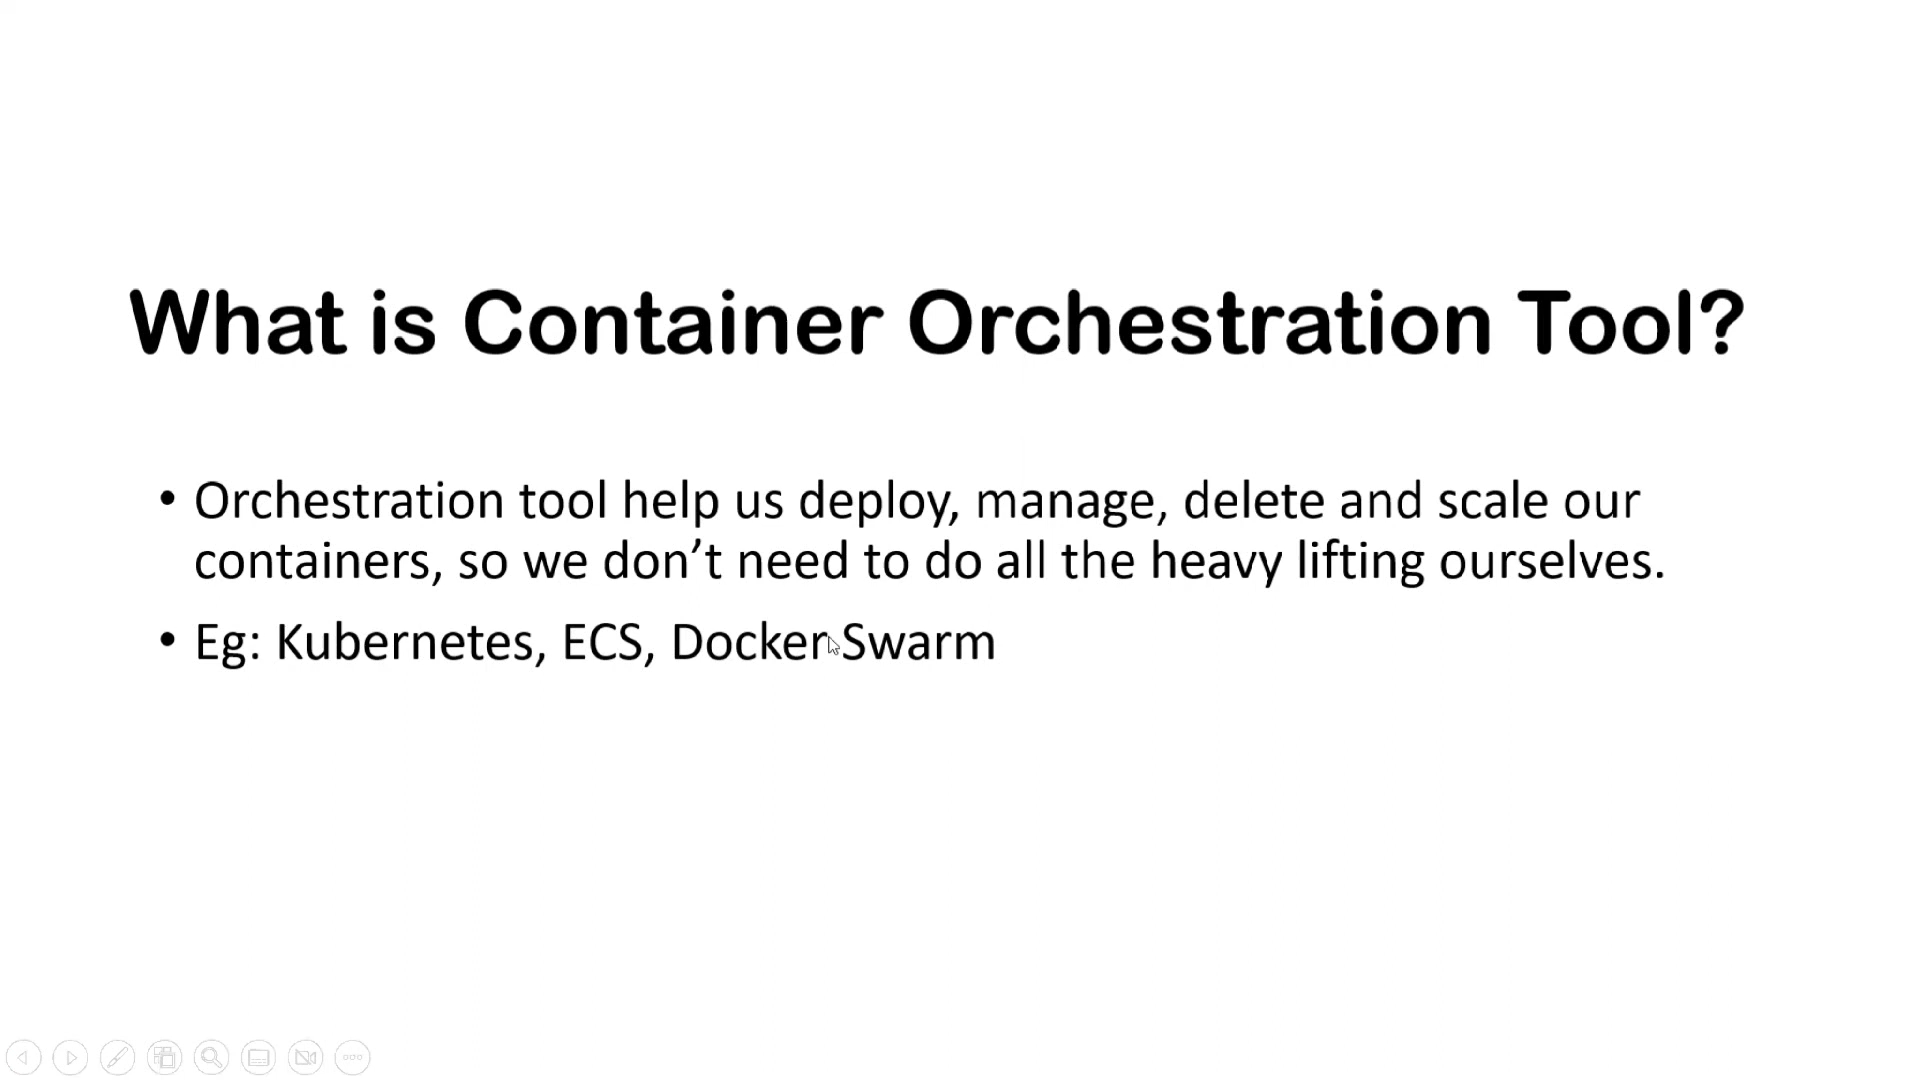 What is Container Orchestration Tool?
• Orchestration tool help us deploy, manage, delete and scale our
containers, so we don’t need to do all the heavy lifting ourselves.
• Eg: Kubernetes, ECS, Docker Swarm